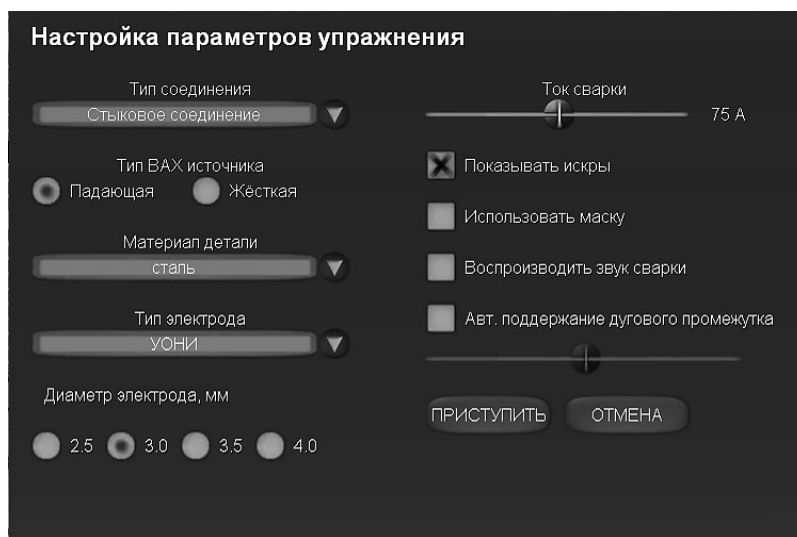 Настройка параметров упражнения
Тип соединения
Стыковое соединение
Тип ВАХ источника
Падающая Жёсткая
Материал детали
сталь
Тип электрода
УОНИ
Диаметр электрода, мм
2.5 3.0 3.5 4.0
Ток сварки
75 А
Показывать искры
Использовать маску
Воспроизводить звук сварки
Авт. поддержание дугового промежутка
ПРИСТУПИТЬ ОТМЕНА